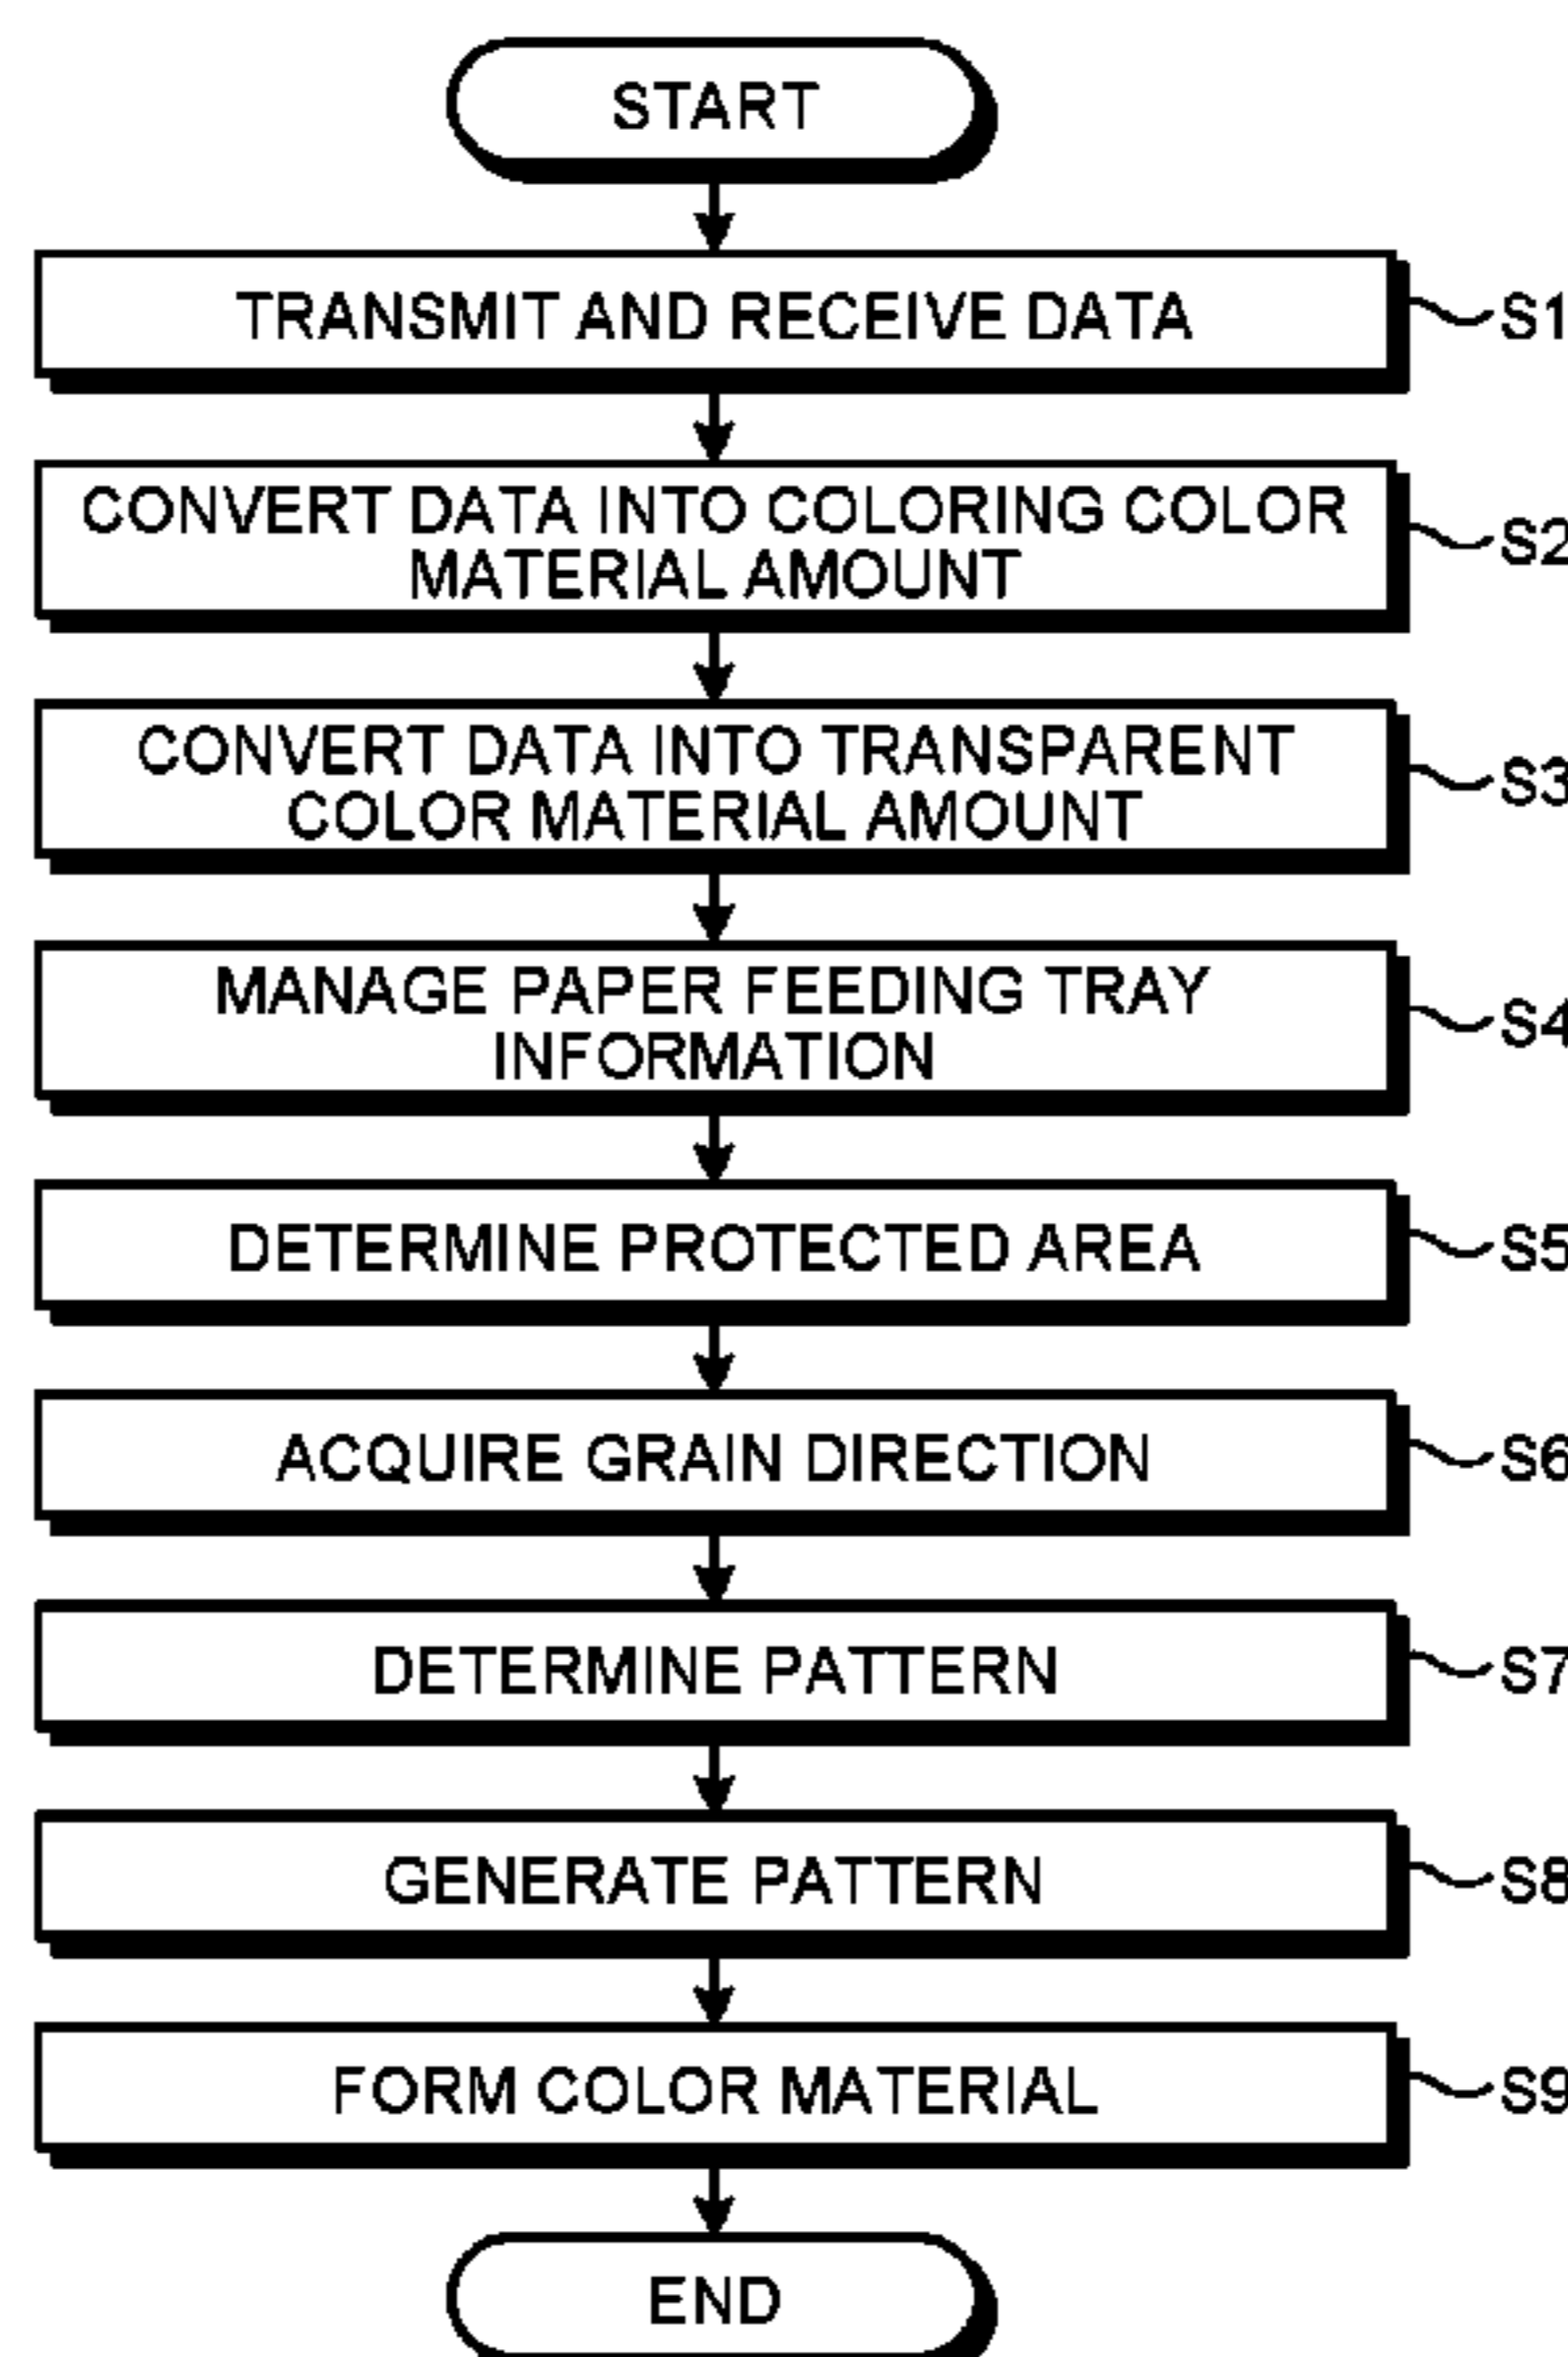 START
TRANSMIT AND RECEIVE DATA
S1
CONVERT DATA INTO COLORING COLOR
MATERIAL AMOUNT
S2
CONVERT DATA INTO TRANSPARENT
COLOR MATERIAL AMOUNT
S3
MANAGE PAPER FEEDING TRAY
INFORMATION
S4
DETERMINE PROTECTED AREA
S5
ACQUIRE GRAIN DIRECTION
S6
DETERMINE PATTERN
S7
GENERATE PATTERN
S8
FORM COLOR MATERIAL
S9
END